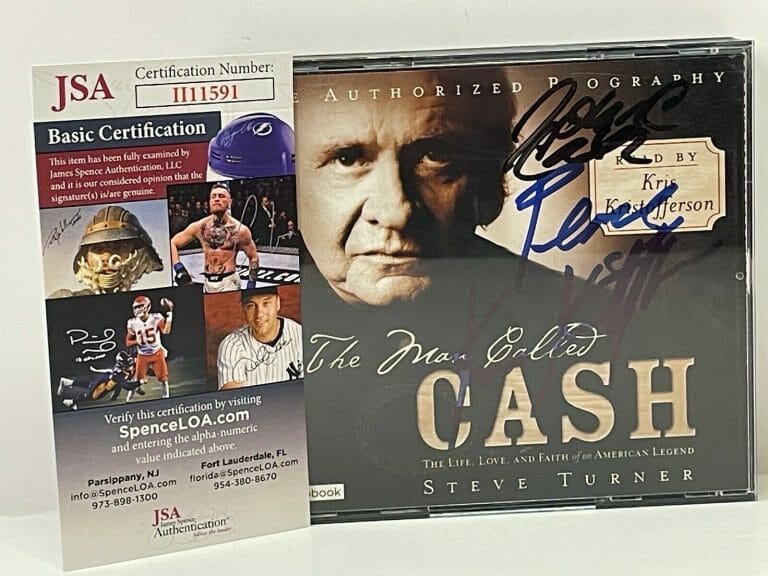 JSA
Certification Number:
II11591
Basic Certification
This item has been fully examined by
James Spence Authentication, LLC
and it is our considered opinion that the
signature(s) is/are genuine.
Verify this certification by visiting
SpenceLOA.com
and entering the alpha-numeric
value indicated above.
Parsippany, NJ
info@SpenceLOA.com
973-898-1300
Fort Lauderdale, FL
florida@SpenceLOA.com
954-380-8670
JSA
James Spence
Authentication
E AUTHORIZED BIOGRAPHY
READ BY
Kris
Kristofferson
The Man Called
CASH
THE LIFE, LOVE, AND FAITH of an AMERICAN LEGEND
STEVE TURNER
obook